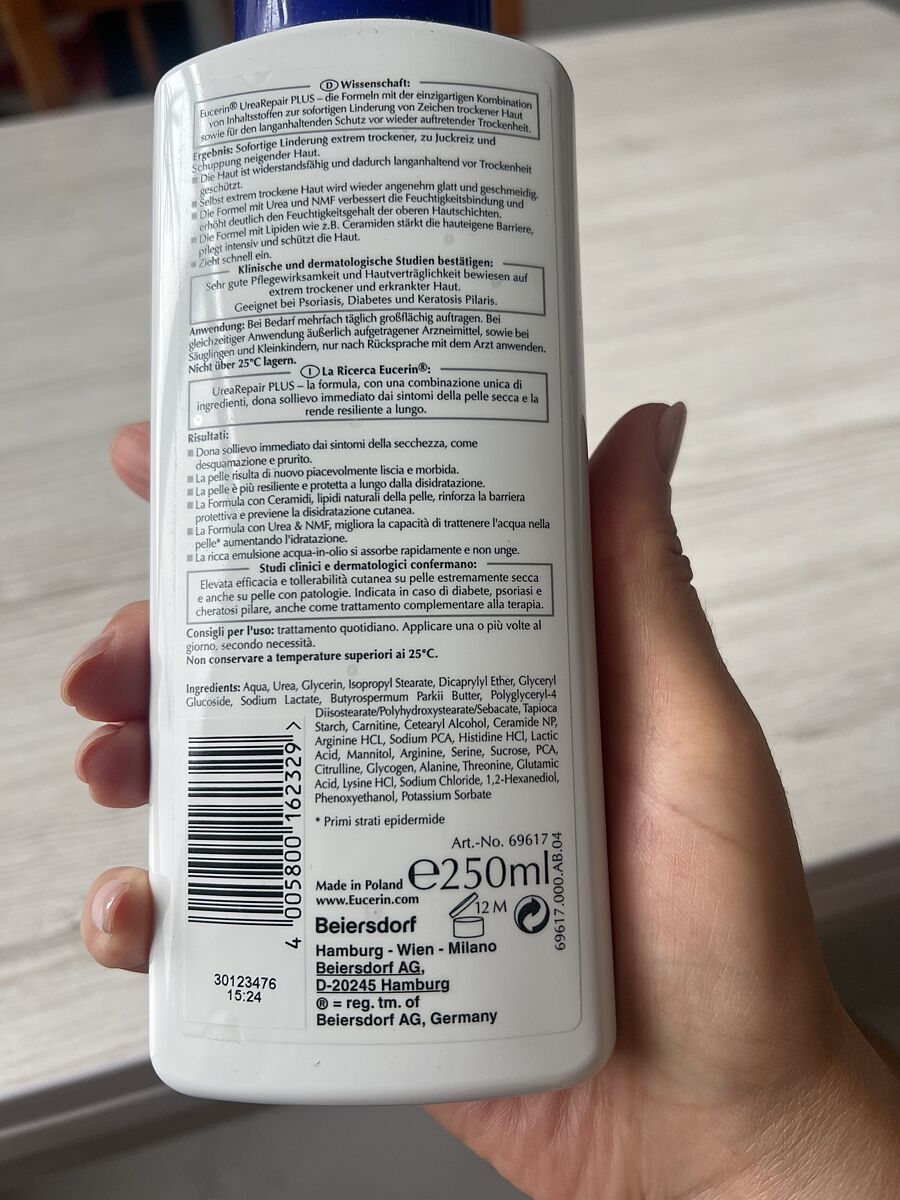 D Wissenschaft:
Eucerin® UreaRepair PLUS – die Formeln mit der einzigartigen Kombination
von Inhaltsstoffen zur sofortigen Linderung von Zeichen trockener Haut
sowie für den langanhaltenden Schutz vor wieder auftretender Trockenheit.
Ergebnis: Sofortige Linderung extrem trockener, zu Juckreiz und
Schuppung neigender Haut.
■ Die Haut ist widerstandsfähig und dadurch langanhaltend vor Trockenheit
geschützt.
■ Selbst extrem trockene Haut wird wieder angenehm glatt und geschmeidig.
■ Die Formel mit Urea und NMF verbessert die Feuchtigkeitsbindung und
erhöht deutlich den Feuchtigkeitsgehalt der oberen Hautschichten.
■ Die Formel mit Lipiden wie z.B. Ceramiden stärkt die hauteigene Barriere,
pflegt intensiv und schützt die Haut.
■ Zieht schnell ein.
Klinische und dermatologische Studien bestätigen:
Sehr gute Pflegewirksamkeit und Hautverträglichkeit bewiesen auf
extrem trockener und erkrankter Haut.
Geeignet bei Psoriasis, Diabetes und Keratosis Pilaris.
Anwendung: Bei Bedarf mehrfach täglich großflächig auftragen. Bei
gleichzeitiger Anwendung äußerlich aufgetragener Arzneimittel, sowie bei
Säuglingen und Kleinkindern, nur nach Rücksprache mit dem Arzt anwenden.
Nicht über 25°C lagern.
I La Ricerca Eucerin®:
UreaRepair PLUS – la formula, con una combinazione unica di
ingredienti, dona sollievo immediato dai sintomi della pelle secca e la
rende resiliente a lungo.
Risultati:
■ Dona sollievo immediato dai sintomi della secchezza, come
desquamazione e prurito.
■ La pelle risulta di nuovo piacevolmente liscia e morbida.
■ La pelle è più resiliente e protetta a lungo dalla disidratazione.
■ La Formula con Ceramidi, lipidi naturali della pelle, rinforza la barriera
protettiva e previene la disidratazione cutanea.
■ La Formula con Urea & NMF, migliora la capacità di trattenere l'acqua nella
pelle* aumentando l'idratazione.
■ La ricca emulsione acqua-in-olio si assorbe rapidamente e non unge.
Studi clinici e dermatologici confermano:
Elevata efficacia e tollerabilità cutanea su pelle estremamente secca
e anche su pelle con patologie. Indicata in caso di diabete, psoriasi e
cheratosi pilare, anche come trattamento complementare alla terapia.
Consigli per l'uso: trattamento quotidiano. Applicare una o più volte al
giorno, secondo necessità.
Non conservare a temperature superiori ai 25°C.
Ingredients: Aqua, Urea, Glycerin, Isopropyl Stearate, Dicaprylyl Ether, Glyceryl
Glucoside, Sodium Lactate, Butyrospermum Parkii Butter, Polyglyceryl-4
Diisostearate/Polyhydroxystearate/Sebacate, Tapioca
Starch, Carnitine, Cetearyl Alcohol, Ceramide NP,
Arginine HCL, Sodium PCA, Histidine HCl, Lactic
Acid, Mannitol, Arginine, Serine, Sucrose, PCA,
Citrulline, Glycogen, Alanine, Threonine, Glutamic
Acid, Lysine HCl, Sodium Chloride, 1,2-Hexanediol,
Phenoxyethanol, Potassium Sorbate
* Primi strati epidermide
Art.-No. 69617
Made in Poland e250ml
www.Eucerin.com
12 M
69617.000.AB.04
Beiersdorf
Hamburg - Wien - Milano
Beiersdorf AG,
D-20245 Hamburg
® = reg. tm of
Beiersdorf AG, Germany
4 005800 162329 >
30123476
15:24